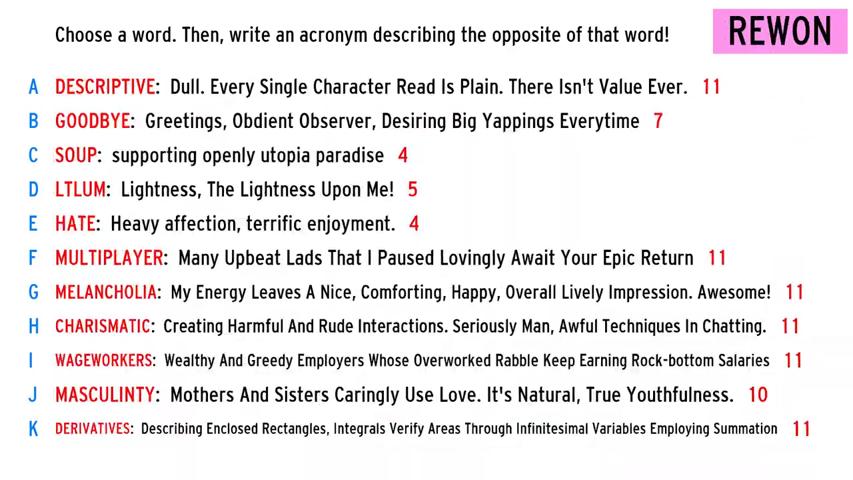 Choose a word. Then, write an acronym describing the opposite of that word!
REWON
A DESCRIPTIVE: Dull. Every Single Character Read Is Plain. There Isn't Value Ever. 11
B GOODBYE: Greetings, Obdient Observer, Desiring Big Yappings Everytime 7
C SOUP: supporting openly utopia paradise 4
D LTLUM: Lightness, The Lightness Upon Me! 5
E HATE: Heavy affection, terrific enjoyment. 4
F MULTIPLAYER: Many Upbeat Lads That I Paused Lovingly Await Your Epic Return 11
G MELANCHOLIA: My Energy Leaves A Nice, Comforting, Happy, Overall Lively Impression. Awesome! 11
H CHARISMATIC: Creating Harmful And Rude Interactions. Seriously Man, Awful Techniques In Chatting. 11
I WAGEWORKERS: Wealthy And Greedy Employers Whose Overworked Rabble Keep Earning Rock-bottom Salaries 11
J MASCULINTY: Mothers And Sisters Caringly Use Love. It's Natural, True Youthfulness. 10
K DERIVATIVES: Describing Enclosed Rectangles, Integrals Verify Areas Through Infinitesimal Variables Employing Summation 11